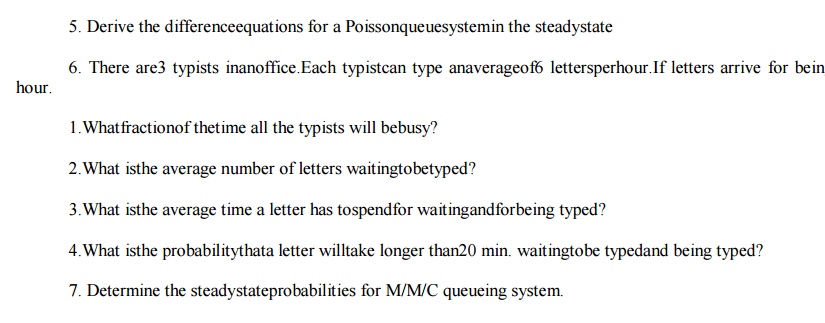 5. Derive the differenceequations for a Poissonqueuesystemin the steadystate
6. There are3 typists inanoffice.Each typistcan type anaverageof6 lettersperhour.If letters arrive for bein
hour.
1.Whatfractionof thetime all the typists will bebusy?
2.What isthe average number of letters waitingtobetyped?
3.What isthe average time a letter has tospendfor waitingandforbeing typed?
4.What isthe probabilitythata letter willtake longer than20 min. waitingtobe typedand being typed?
7. Determine the steadystateprobabilities for M/M/C queueing system.